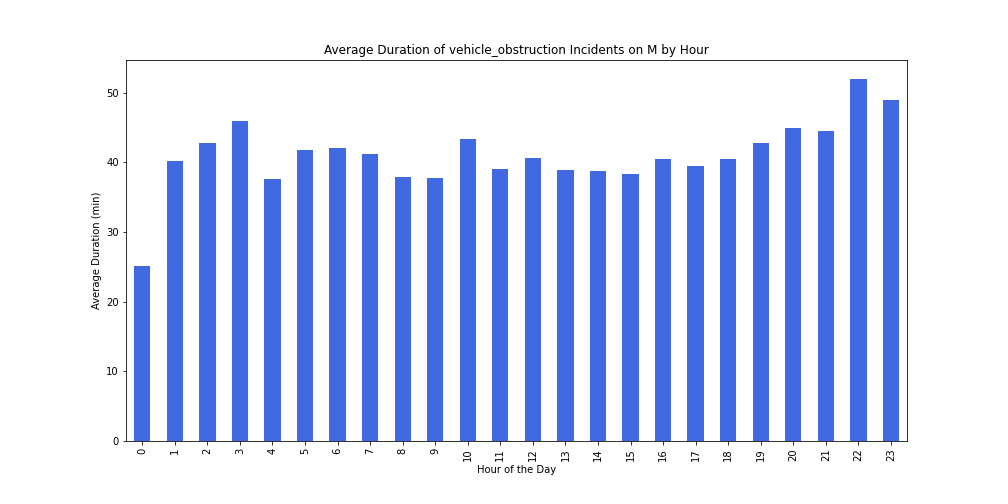 Average Duration of vehicle_obstruction Incidents on M by Hour
Average Duration (min)
50
40
30
20
10
0
0 1 2 3 4 5 6 7 8 9 10 11 12 13 14 15 16 17 18 19 20 21 22 23
Hour of the Day